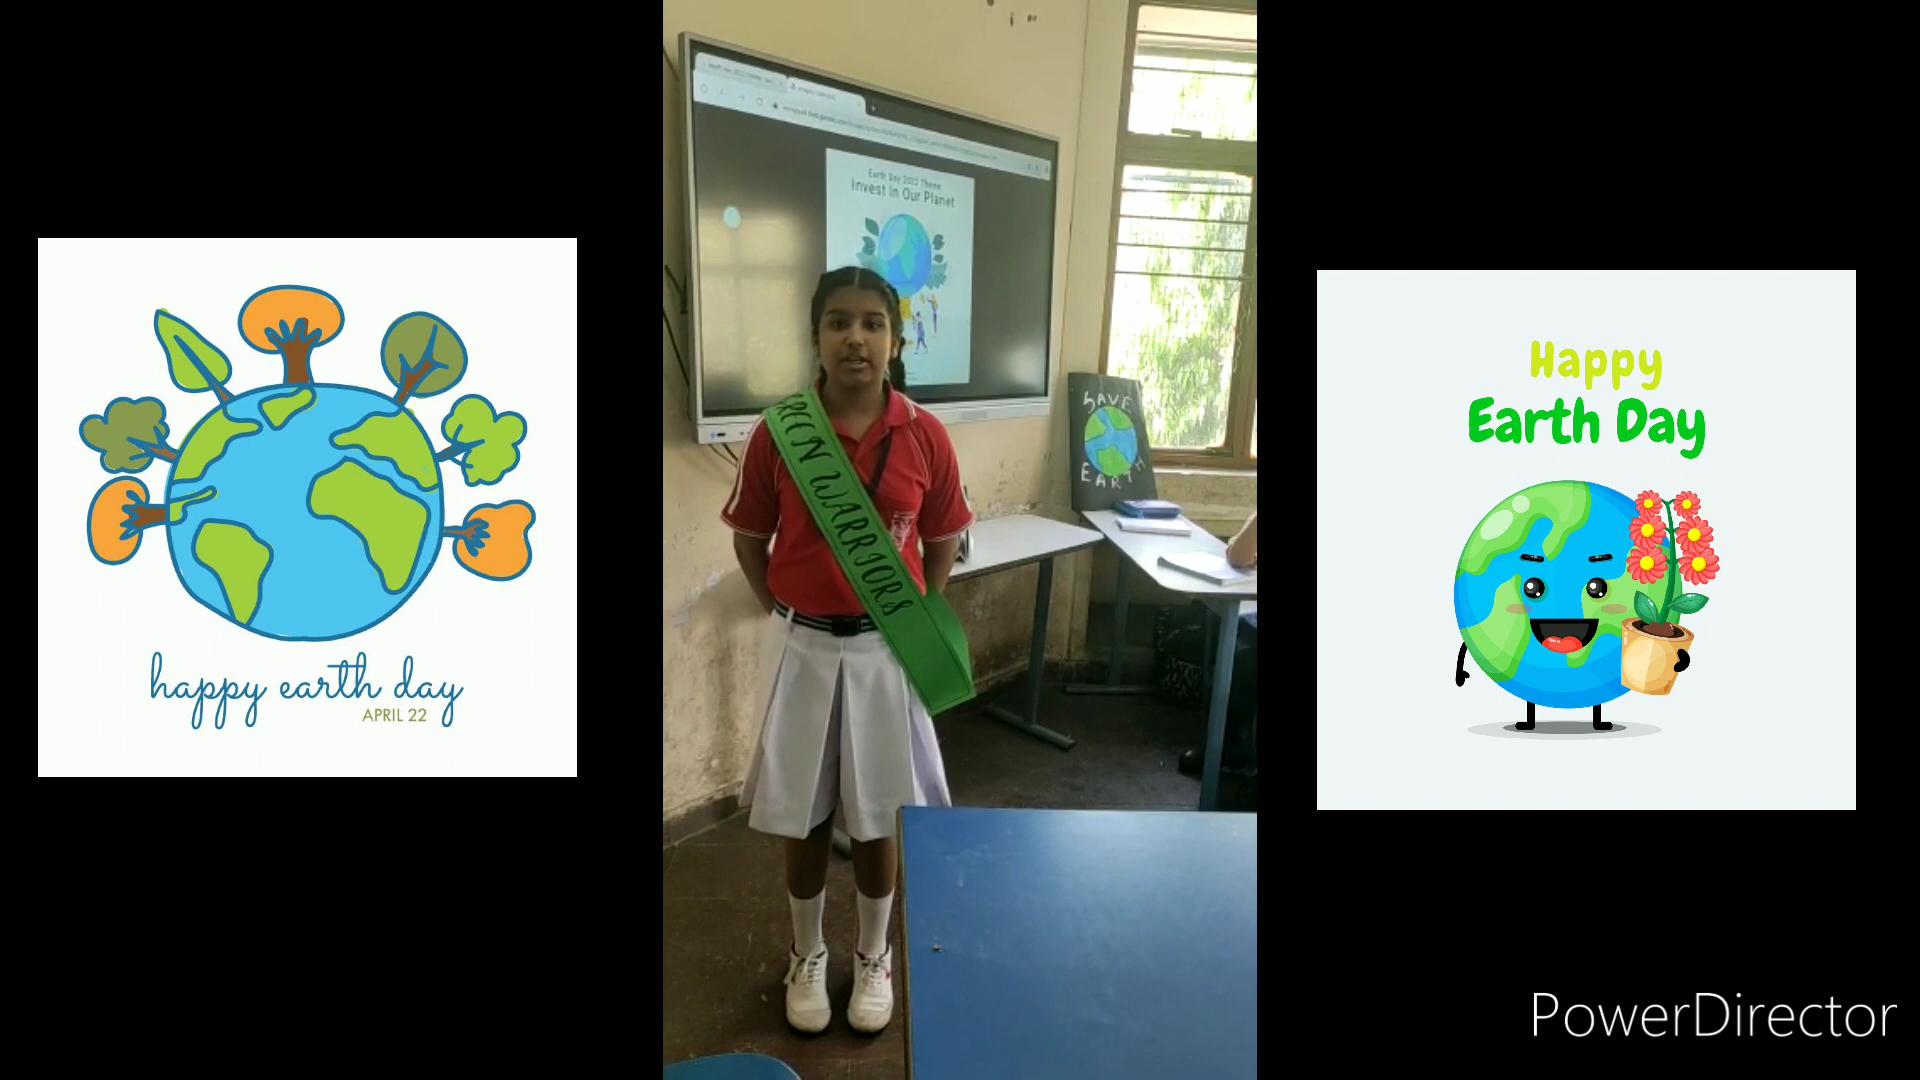 happy earth day
APRIL 22
Earth Day 2022 Theme
Invest In Our Planet
GREEN WARRIORS
SAVE
EARTH
Happy
Earth Day
PowerDirector